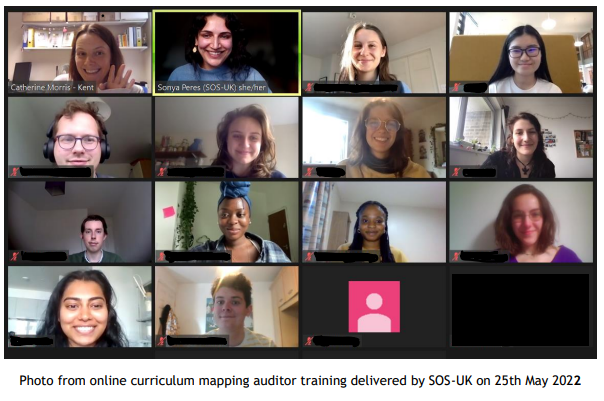 Catherine Morris - Kent
Sonya Peres (SOS-UK) she/her
Photo from online curriculum mapping auditor training delivered by SOS-UK on 25th May 2022